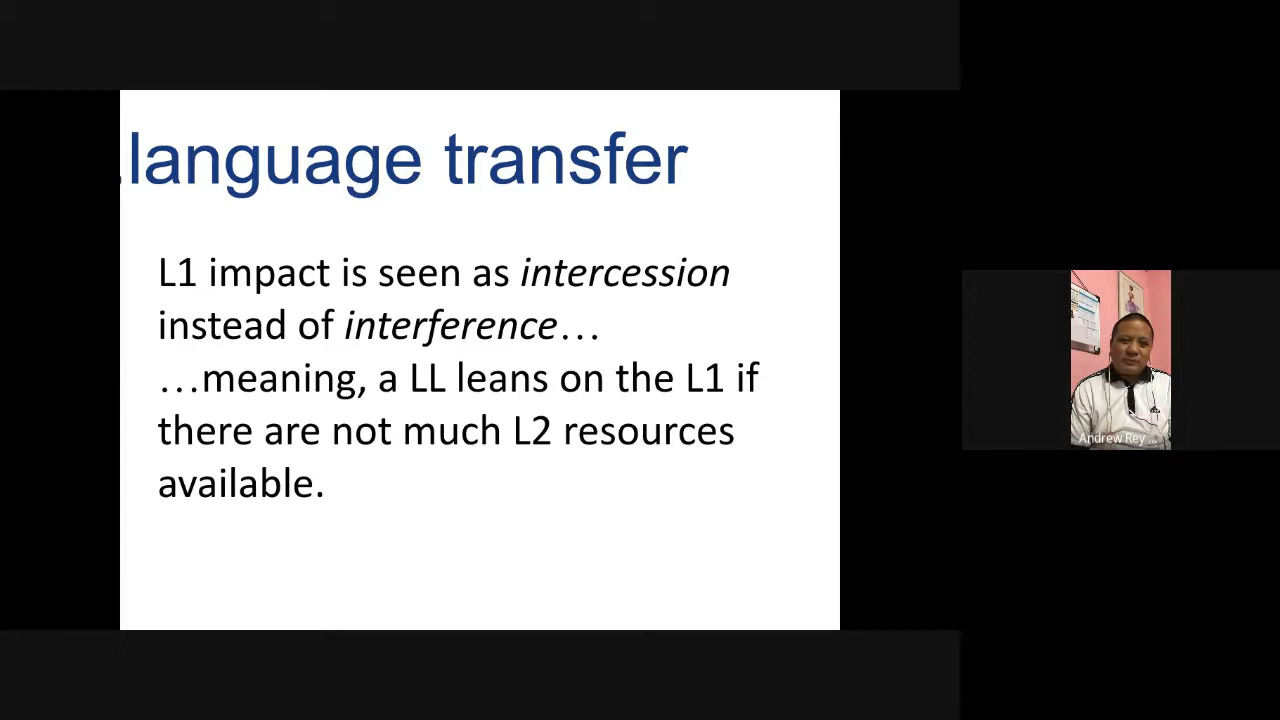 .language transfer
L1 impact is seen as intercession
instead of interference…
…meaning, a LL leans on the L1 if
there are not much L2 resources
available.
Andrew Rey ...